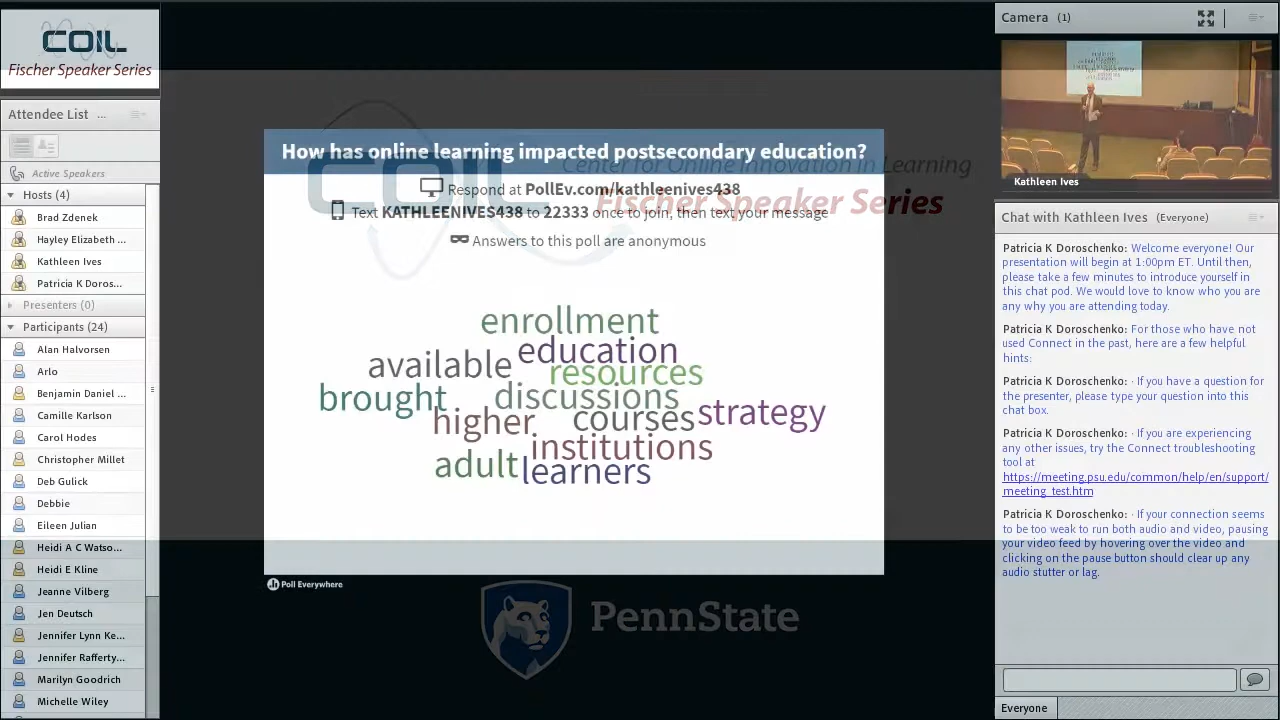 COIL
Fischer Speaker Series
Attendee List ...
Active Speakers
Hosts (4)
Brad Zdenek
Hayley Elizabeth ...
Kathleen Ives
Patricia K Doros...
Presenters (0)
Participants (24)
Alan Halvorsen
Arlo
Benjamin Daniel ...
Camille Karlson
Carol Hodes
Christopher Millet
Deb Gulick
Debbie
Eileen Julian
Heidi A C Watso...
Heidi E Kline
Jeanne Vilberg
Jen Deutsch
Jennifer Lynn Ke...
Jennifer Rafferty...
Marilyn Goodrich
Michelle Wiley
COIL
Center for Online Innovation in Learning
Fischer Speaker Series
How has online learning impacted postsecondary education?
Respond at PollEv.com/kathleenives438
Text KATHLEENIVES438 to 22333 once to join, then text your message
Answers to this poll are anonymous
enrollment
education
available
resources
brought
discussions
higher
courses
strategy
institutions
adult
learners
Poll Everywhere
PennState
Camera (1)
Kathleen Ives
Chat with Kathleen Ives (Everyone)
Patricia K Doroschenko: Welcome everyone! Our
presentation will begin at 1:00pm ET. Until then,
please take a few minutes to introduce yourself in
this chat pod. We would love to know who you are
any why you are attending today.
Patricia K Doroschenko: For those who have not
used Connect in the past, here are a few helpful
hints:
Patricia K Doroschenko: · If you have a question for
the presenter, please type your question into this
chat box.
Patricia K Doroschenko: · If you are experiencing
any other issues, try the Connect troubleshooting
tool at
https://meeting.psu.edu/common/help/en/support/
meeting_test.htm
Patricia K Doroschenko: · If your connection seems
to be too weak to run both audio and video, pausing
your video feed by hovering over the video and
clicking on the pause button should clear up any
audio stutter or lag.
Everyone